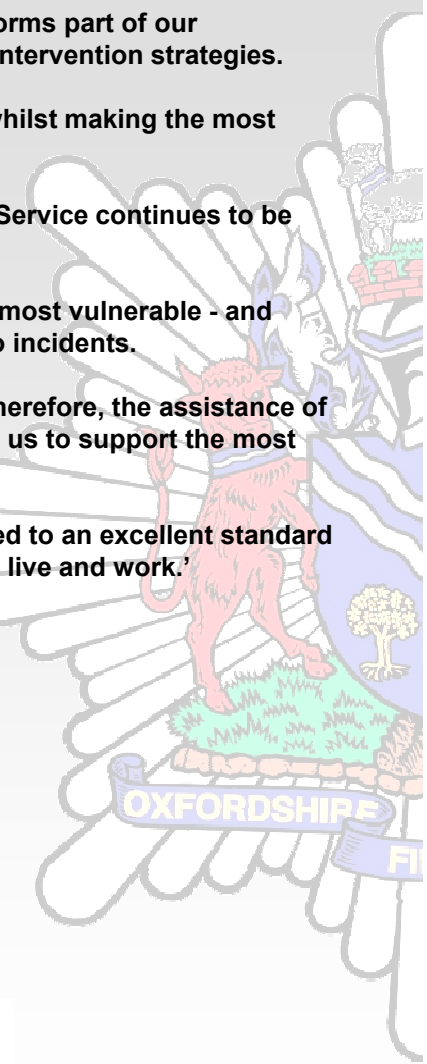 orms part of our
ntervention strategies.
whilst making the most
Service continues to be
most vulnerable - and
o incidents.
herefore, the assistance of
us to support the most
ed to an excellent standard
live and work.’
OXFORDSHIRE
FI